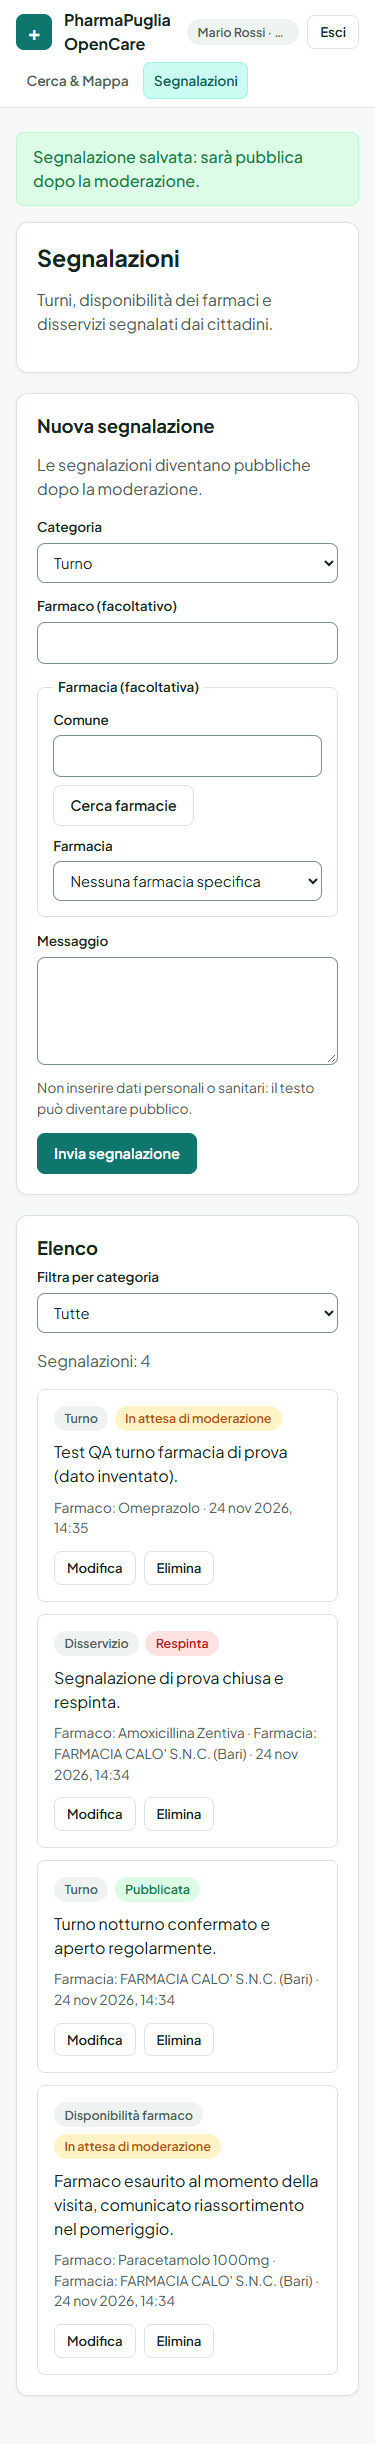 +
PharmaPuglia
OpenCare
Mario Rossi · ...
Esci
Cerca & Mappa
Segnalazioni
Segnalazione salvata: sarà pubblica
dopo la moderazione.
Segnalazioni
Turni, disponibilità dei farmaci e
disservizi segnalati dai cittadini.
Nuova segnalazione
Le segnalazioni diventano pubbliche
dopo la moderazione.
Categoria
Turno
Farmaco (facoltativo)
Farmacia (facoltativa)
Comune
Cerca farmacie
Farmacia
Nessuna farmacia specifica
Messaggio
Non inserire dati personali o sanitari: il testo
può diventare pubblico.
Invia segnalazione
Elenco
Filtra per categoria
Tutte
Segnalazioni: 4
Turno
In attesa di moderazione
Test QA turno farmacia di prova
(dato inventato).
Farmaco: Omeprazolo · 24 nov 2026,
14:35
Modifica
Elimina
Disservizio
Respinta
Segnalazione di prova chiusa e
respinta.
Farmaco: Amoxicillina Zentiva · Farmacia:
FARMACIA CALO' S.N.C. (Bari) · 24 nov
2026, 14:34
Modifica
Elimina
Turno
Pubblicata
Turno notturno confermato e
aperto regolarmente.
Farmacia: FARMACIA CALO' S.N.C. (Bari) ·
24 nov 2026, 14:34
Modifica
Elimina
Disponibilità farmaco
In attesa di moderazione
Farmaco esaurito al momento della
visita, comunicato riassortimento
nel pomeriggio.
Farmaco: Paracetamolo 1000mg ·
Farmacia: FARMACIA CALO' S.N.C. (Bari) ·
24 nov 2026, 14:34
Modifica
Elimina